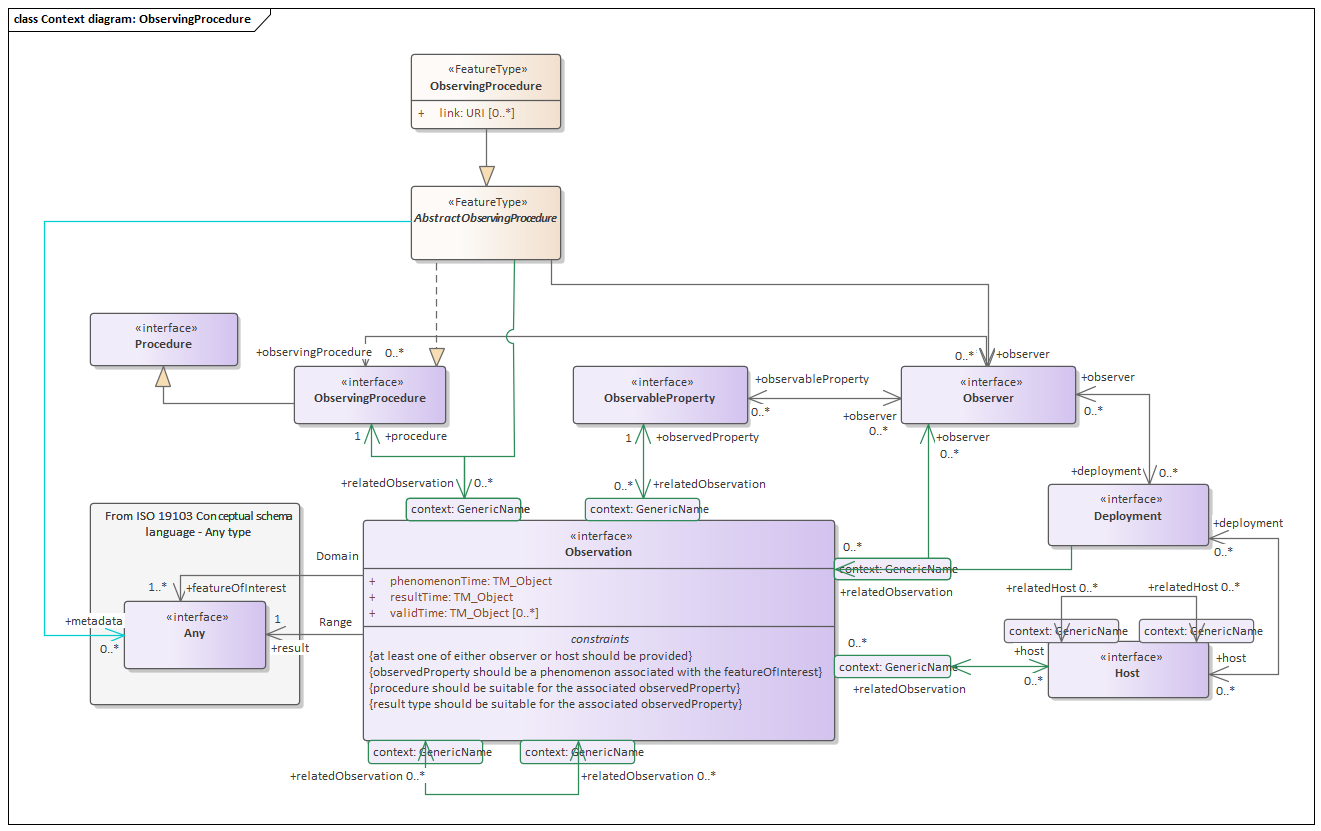 class Context diagram: ObservingProcedure
«FeatureType»
ObservingProcedure
+ link: URI [0..*]
«FeatureType»
AbstractObservingProcedure
«interface»
Procedure
+observingProcedure 0..*
0..* +observer
«interface»
ObservingProcedure
«interface»
ObservableProperty
+observableProperty
0..*
+observer
0..*
«interface»
Observer
+observer
0..*
1 +procedure
1 +observedProperty
+observer
0..*
+relatedObservation 0..*
0..* +relatedObservation
+deployment 0..*
«interface»
Deployment
+deployment
0..*
context: GenericName
context: GenericName
From ISO 19103 Conceptual schema
language - Any type
«interface»
Observation
Domain
0..*
context: GenericName
+relatedObservation
1..* +featureOfInterest
+ phenomenonTime: TM_Object
+ resultTime: TM_Object
+ validTime: TM_Object [0..*]
+relatedHost 0..*
+relatedHost 0..*
«interface»
Any
+metadata
0..*
1
Range
+result
context: GenericName
context: GenericName
constraints
{at least one of either observer or host should be provided}
{observedProperty should be a phenomenon associated with the featureOfInterest}
{procedure should be suitable for the associated observedProperty}
{result type should be suitable for the associated observedProperty}
0..*
context: GenericName
+relatedObservation
+host
0..*
«interface»
Host
+host
0..*
context: GenericName
context: GenericName
+relatedObservation 0..*
+relatedObservation 0..*